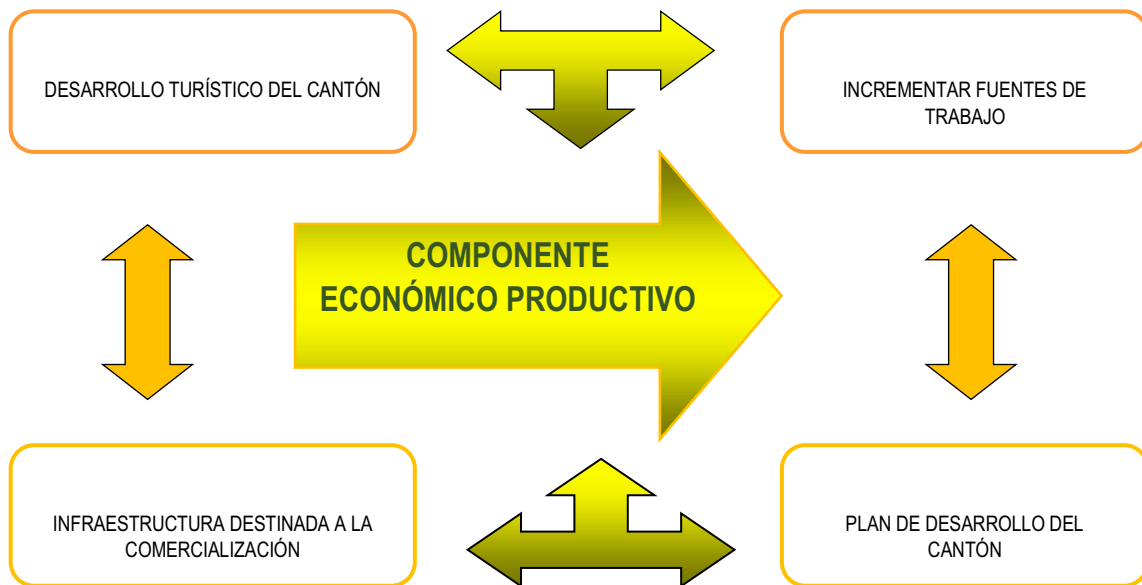 DESARROLLO TURÍSTICO DEL CANTÓN
INCREMENTAR FUENTES DE
TRABAJO
COMPONENTE
ECONÓMICO PRODUCTIVO
INFRAESTRUCTURA DESTINADA A LA
COMERCIALIZACIÓN
PLAN DE DESARROLLO DEL
CANTÓN